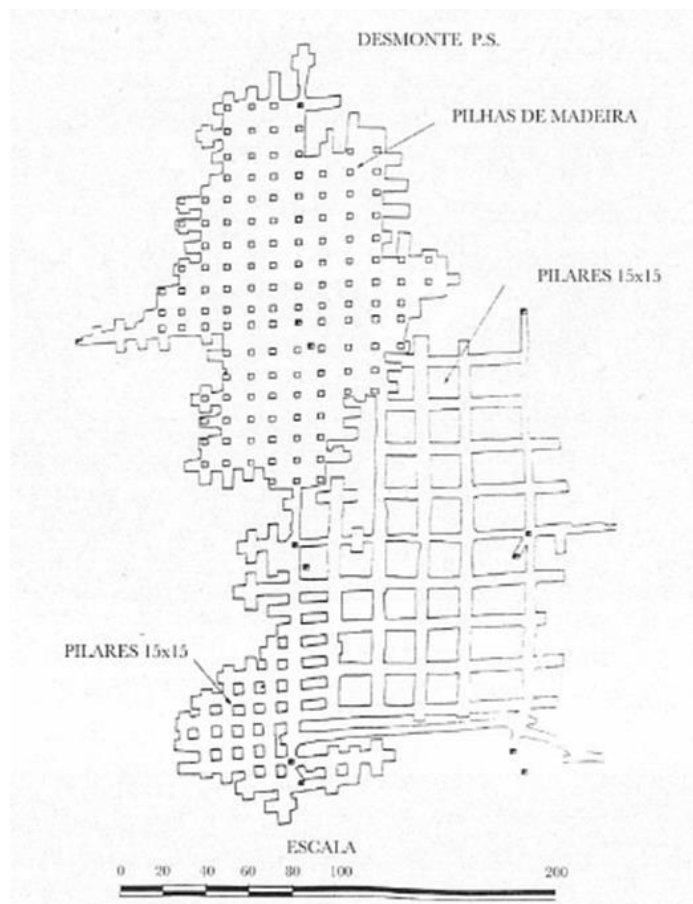 DESMONTE P.S.
PILHAS DE MADEIRA
PILARES 15x15
PILARES 15x15
ESCALA
0 20 40 60 80 100 200